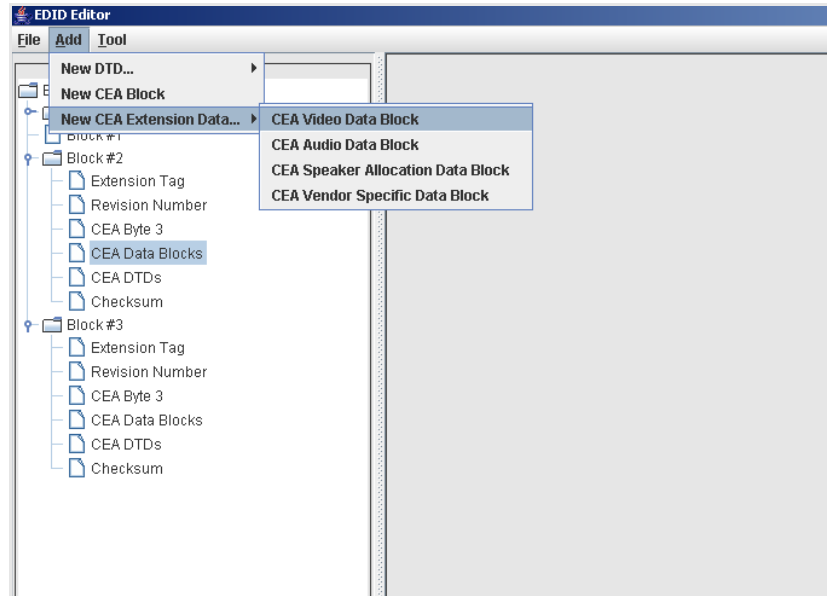 EDID Editor
File Add Tool
New DTD...
New CEA Block
New CEA Extension Data...
CEA Video Data Block
CEA Audio Data Block
CEA Speaker Allocation Data Block
CEA Vendor Specific Data Block
Block #1
Block #2
Extension Tag
Revision Number
CEA Byte 3
CEA Data Blocks
CEA DTDs
Checksum
Block #3
Extension Tag
Revision Number
CEA Byte 3
CEA Data Blocks
CEA DTDs
Checksum